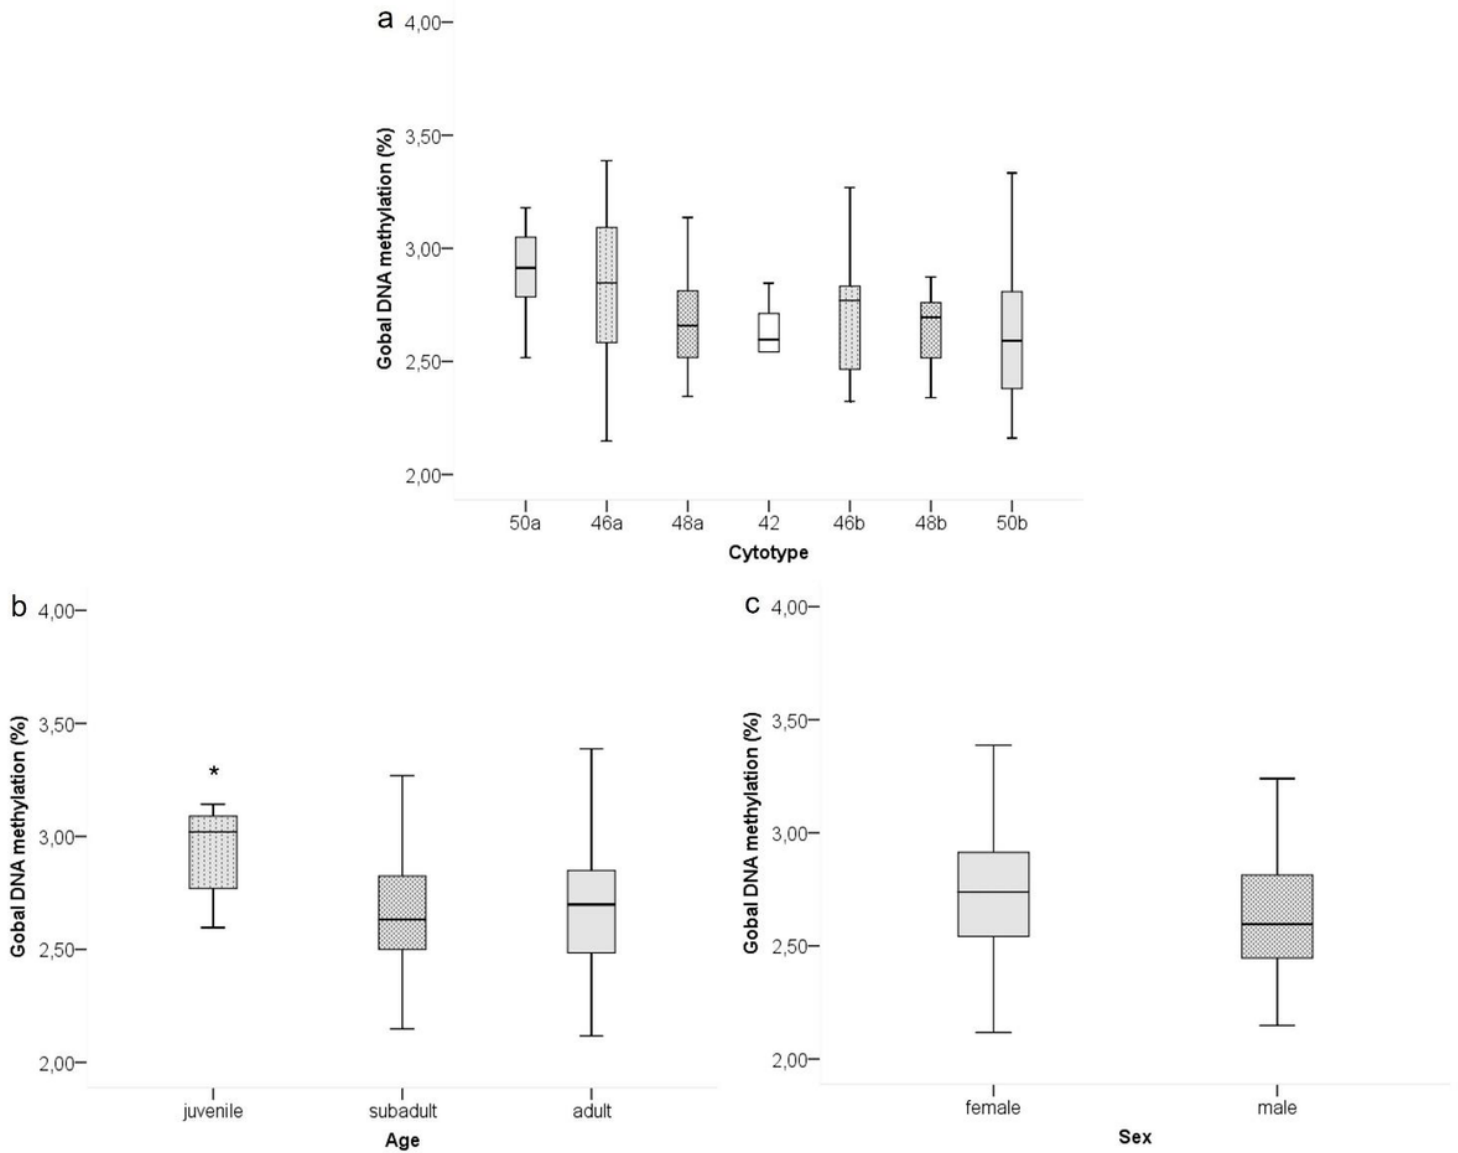 a
4,00
3,50
3,00
2,50
2,00
Gobal DNA methylation (%)
50a 46a 48a 42 46b 48b 50b
Cytotype
b
4,00
3,50
3,00
2,50
2,00
Gobal DNA methylation (%)
*
juvenile subadult adult
Age
c
4,00
3,50
3,00
2,50
2,00
Gobal DNA methylation (%)
female male
Sex